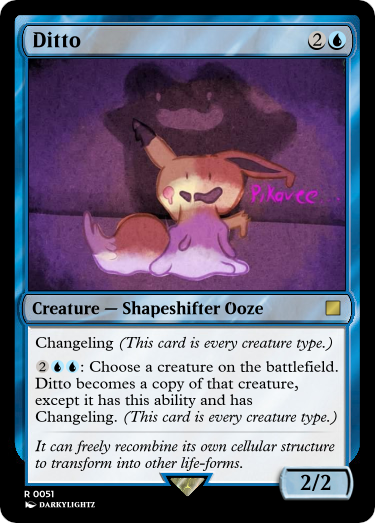 Ditto 2
Pikavee
Creature — Shapeshifter Ooze
Changeling (This card is every creature type.)
2: Choose a creature on the battlefield.
Ditto becomes a copy of that creature,
except it has this ability and has
Changeling. (This card is every creature type.)
It can freely recombine its own cellular structure
to transform into other life-forms.
2/2
R 0051
DARKYLIGHTZ